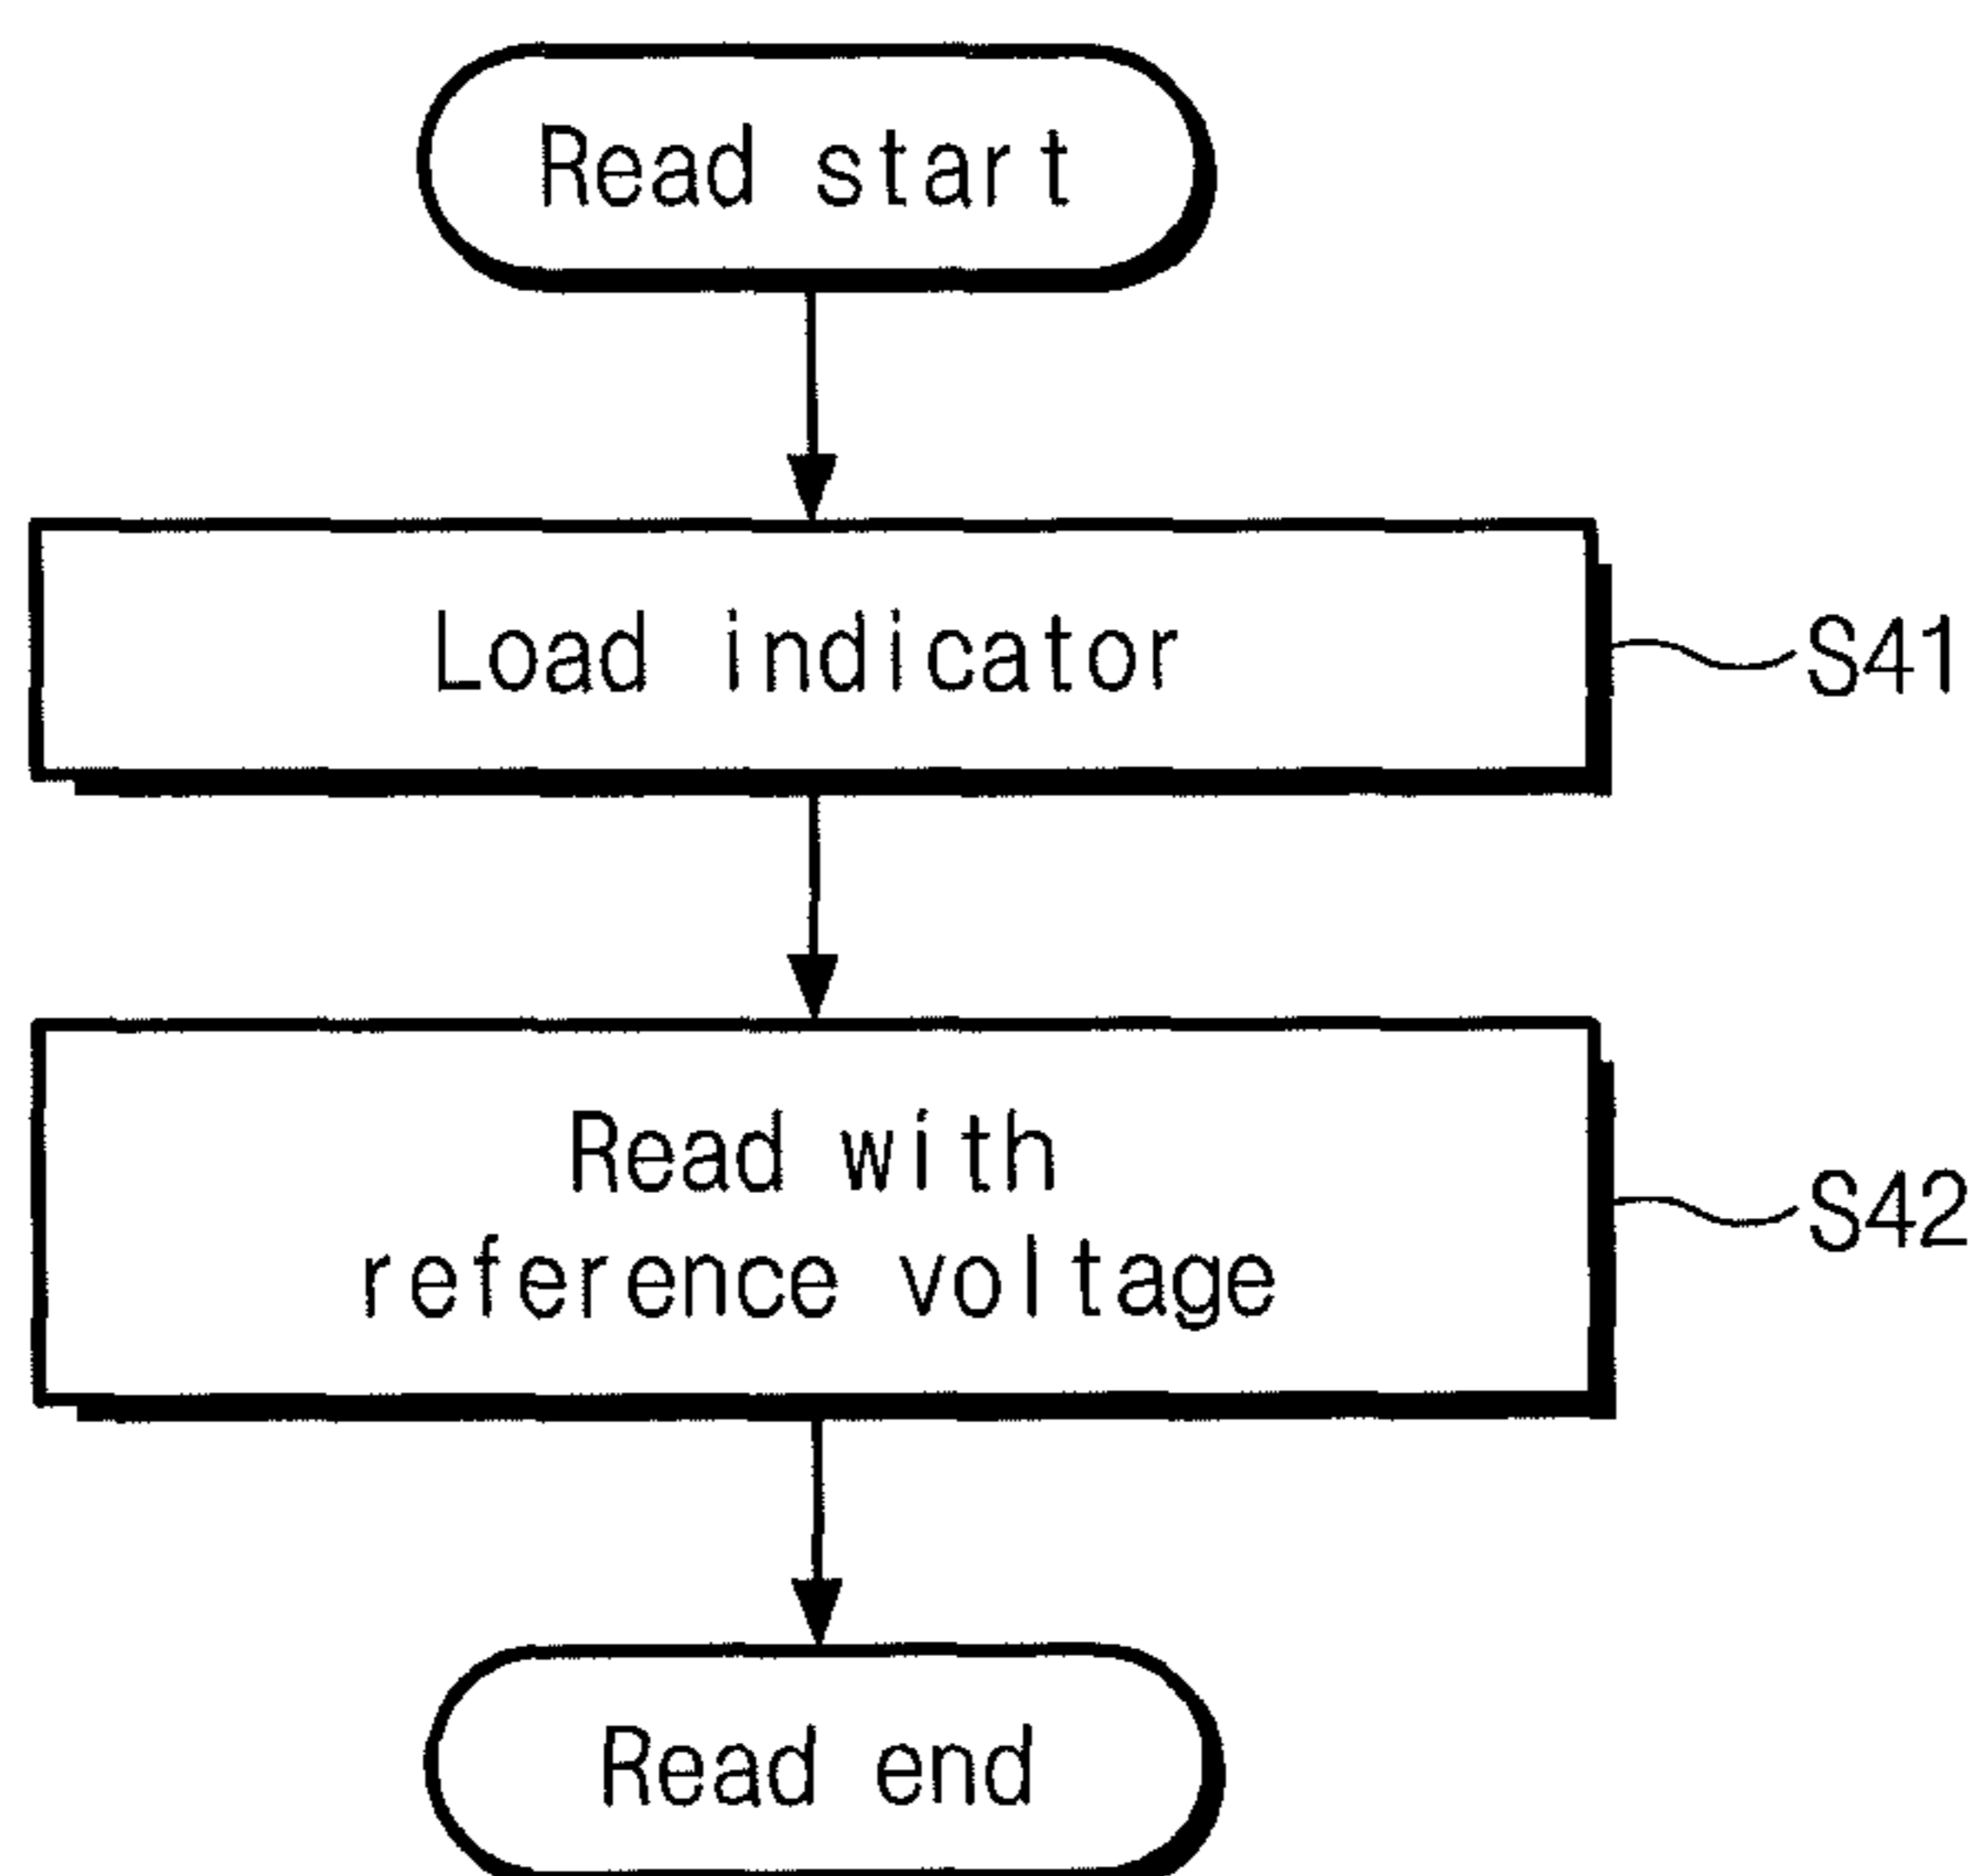 Read start
Load indicator
S41
Read with
reference voltage
S42
Read end